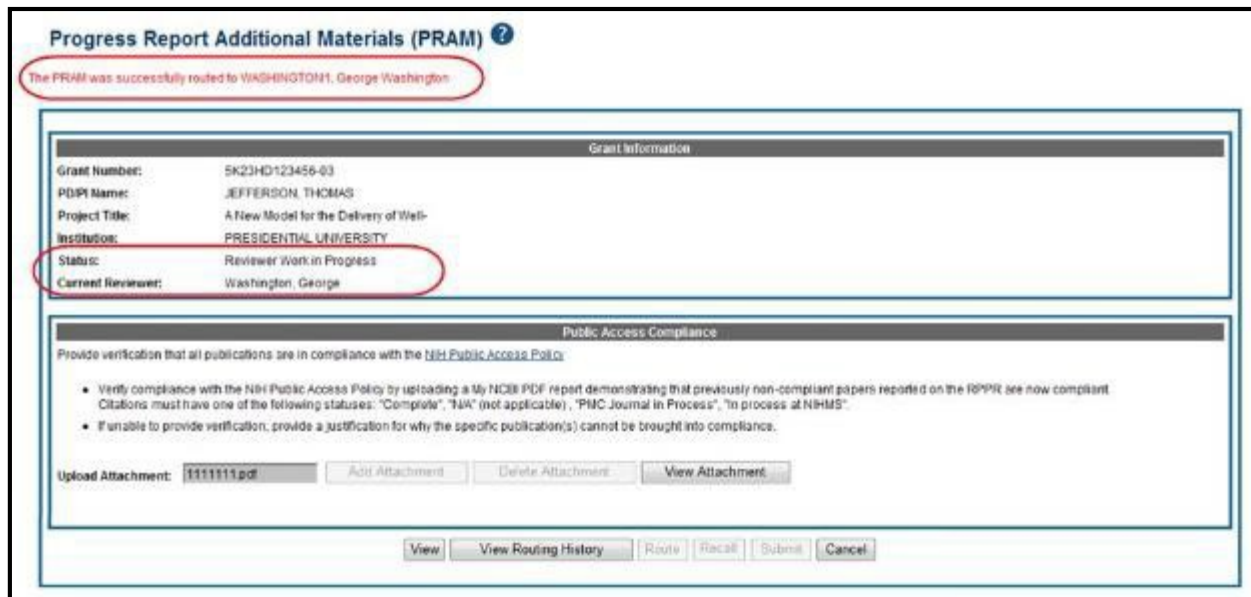 Progress Report Additional Materials (PRAM) ?
The PRAM was successfully routed to WASHINGTON1, George Washington
Grant Information
Grant Number: 5K23HD123456-03
PD/PI Name: JEFFERSON, THOMAS
Project Title: A New Model for the Delivery of Well-
Institution: PRESIDENTIAL UNIVERSITY
Status: Reviewer Work in Progress
Current Reviewer: Washington, George
Public Access Compliance
Provide verification that all publications are in compliance with the NIH Public Access Policy
• Verify compliance with the NIH Public Access Policy by uploading a My NCBI PDF report demonstrating that previously non-compliant papers reported on the RPPR are now compliant.
Citations must have one of the following statuses: "Complete", "N/A" (not applicable) , "PMC Journal in Process", "In process at NIHMS".
• If unable to provide verification, provide a justification for why the specific publication(s) cannot be brought into compliance.
Upload Attachment: 1111111.pdf Add Attachment Delete Attachment View Attachment
View View Routing History Route Recall Submit Cancel